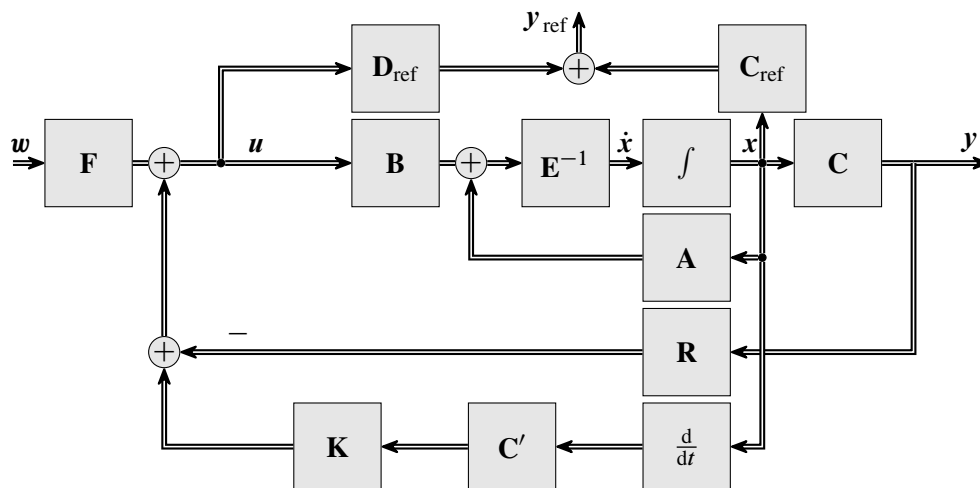 y_ref
D_ref + C_ref
w F + u B + E⁻¹ ẋ ∫ x C y
A
−
+ R
K C′ d/dt